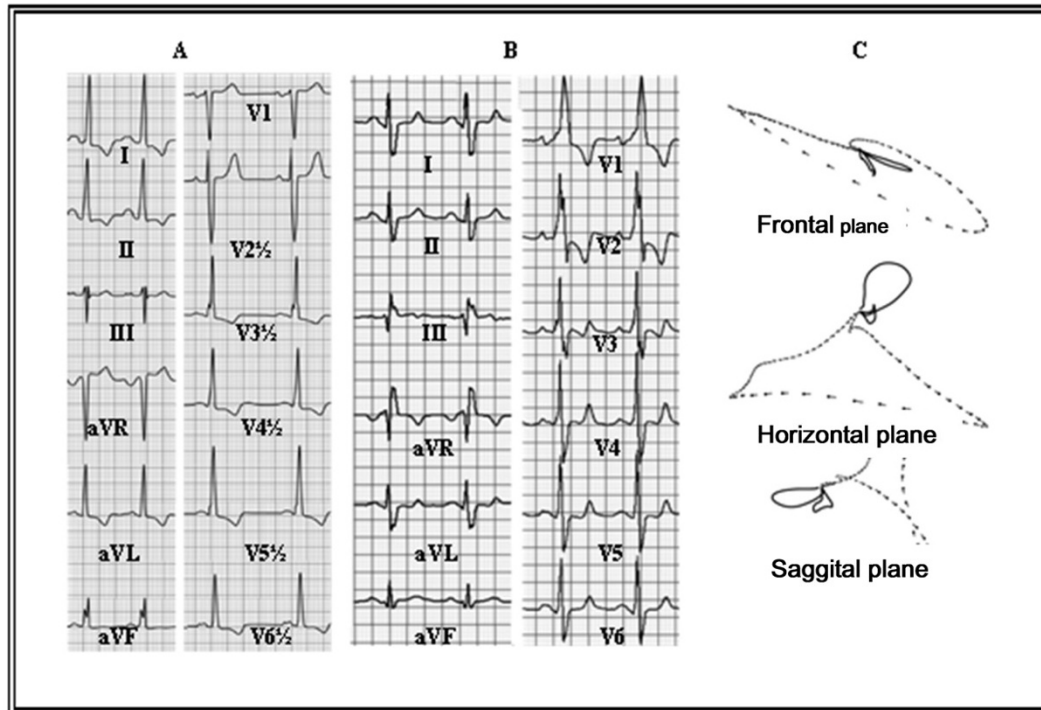 A
B
C
I
II
III
aVR
aVL
aVF
V1
V2½
V3½
V4½
V5½
V6½
I
II
III
aVR
aVL
aVF
V1
V2
V3
V4
V5
V6
Frontal plane
Horizontal plane
Saggital plane